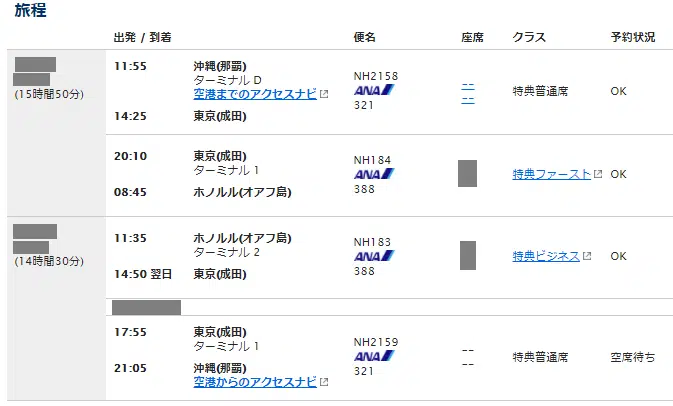 旅程
出発 / 到着 便名 座席 クラス 予約状況
(15時間50分)
11:55 沖縄(那覇)
ターミナル D
空港までのアクセスナビ
14:25 東京(成田)
NH2158
ANA
321
--
--
特典普通席
OK
20:10 東京(成田)
ターミナル 1
08:45 ホノルル(オアフ島)
NH184
ANA
388
特典ファースト
OK
(14時間30分)
11:35 ホノルル(オアフ島)
ターミナル 2
14:50 翌日 東京(成田)
NH183
ANA
388
特典ビジネス
OK
17:55 東京(成田)
ターミナル 1
21:05 沖縄(那覇)
空港からのアクセスナビ
NH2159
ANA
321
--
--
特典普通席
空席待ち